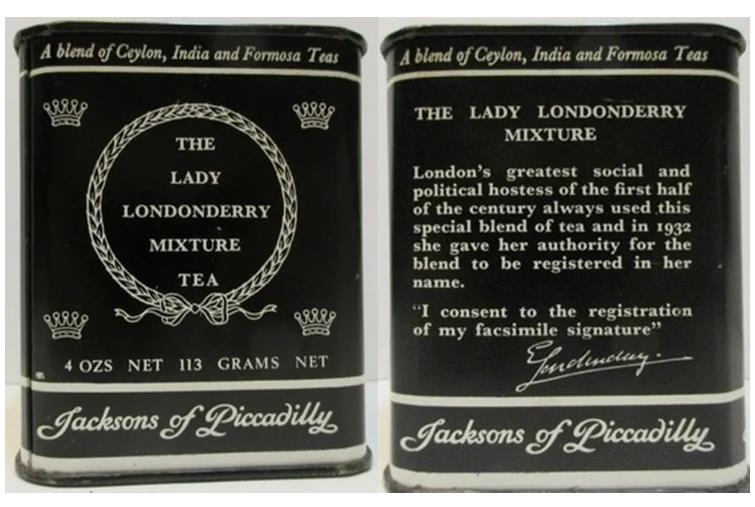 A blend of Ceylon, India and Formosa Teas
THE
LADY
LONDONDERRY
MIXTURE
TEA
4 OZS NET 113 GRAMS NET
Jacksons of Piccadilly
A blend of Ceylon, India and Formosa Teas
THE LADY LONDONDERRY
MIXTURE
London's greatest social and
political hostess of the first half
of the century always used this
special blend of tea and in 1932
she gave her authority for the
blend to be registered in her
name.
"I consent to the registration
of my facsimile signature"
E Londonderry.
Jacksons of Piccadilly